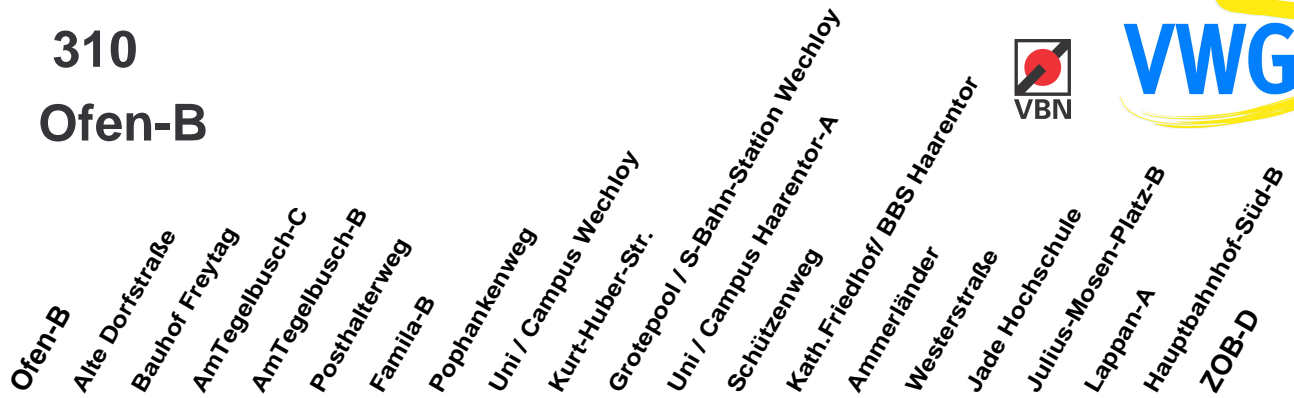 310
Ofen-B
VBN
VWG
Ofen-B
Alte Dorfstraße
Bauhof Freytag
AmTegelbusch-C
AmTegelbusch-B
Posthalterweg
Famila-B
Pophankenweg
Uni / Campus Wechloy
Kurt-Huber-Str.
Grotepool / S-Bahn-Station Wechloy
Uni / Campus Haarentor-A
Schützenweg
Kath.Friedhof/ BBS Haarentor
Ammerländer
Westerstraße
Jade Hochschule
Julius-Mosen-Platz-B
Lappan-A
Hauptbahnhof-Süd-B
ZOB-D